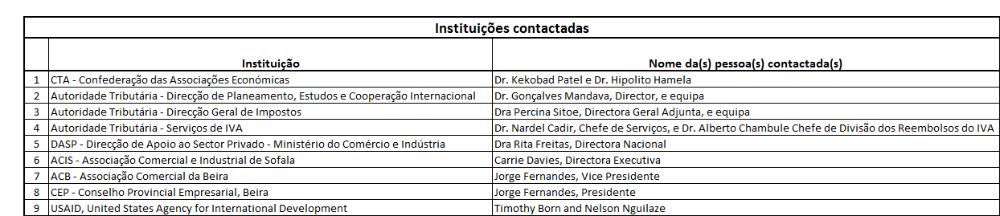 Instituições contactadas
Instituição Nome da(s) pessoa(s) contactada(s)
1 CTA - Confederação das Associações Económicas Dr. Kekobad Patel e Dr. Hipolito Hamela
2 Autoridade Tributária - Direcção de Planeamento, Estudos e Cooperação Internacional Dr. Gonçalves Mandava, Director, e equipa
3 Autoridade Tributária - Direcção Geral de Impostos Dra Percina Sitoe, Directora Geral Adjunta, e equipa
4 Autoridade Tributária - Serviços de IVA Dr. Nardel Cadir, Chefe de Serviços, e Dr. Alberto Chambule Chefe de Divisão dos Reembolsos do IVA
5 DASP - Direcção de Apoio ao Sector Privado - Ministério do Comércio e Indústria Dra Rita Freitas, Directora Nacional
6 ACIS - Associação Comercial e Industrial de Sofala Carrie Davies, Directora Executiva
7 ACB - Associação Comercial da Beira Jorge Fernandes, Vice Presidente
8 CEP - Conselho Provincial Empresarial, Beira Jorge Fernandes, Presidente
9 USAID, United States Agency for International Development Timothy Born and Nelson Nguilaze